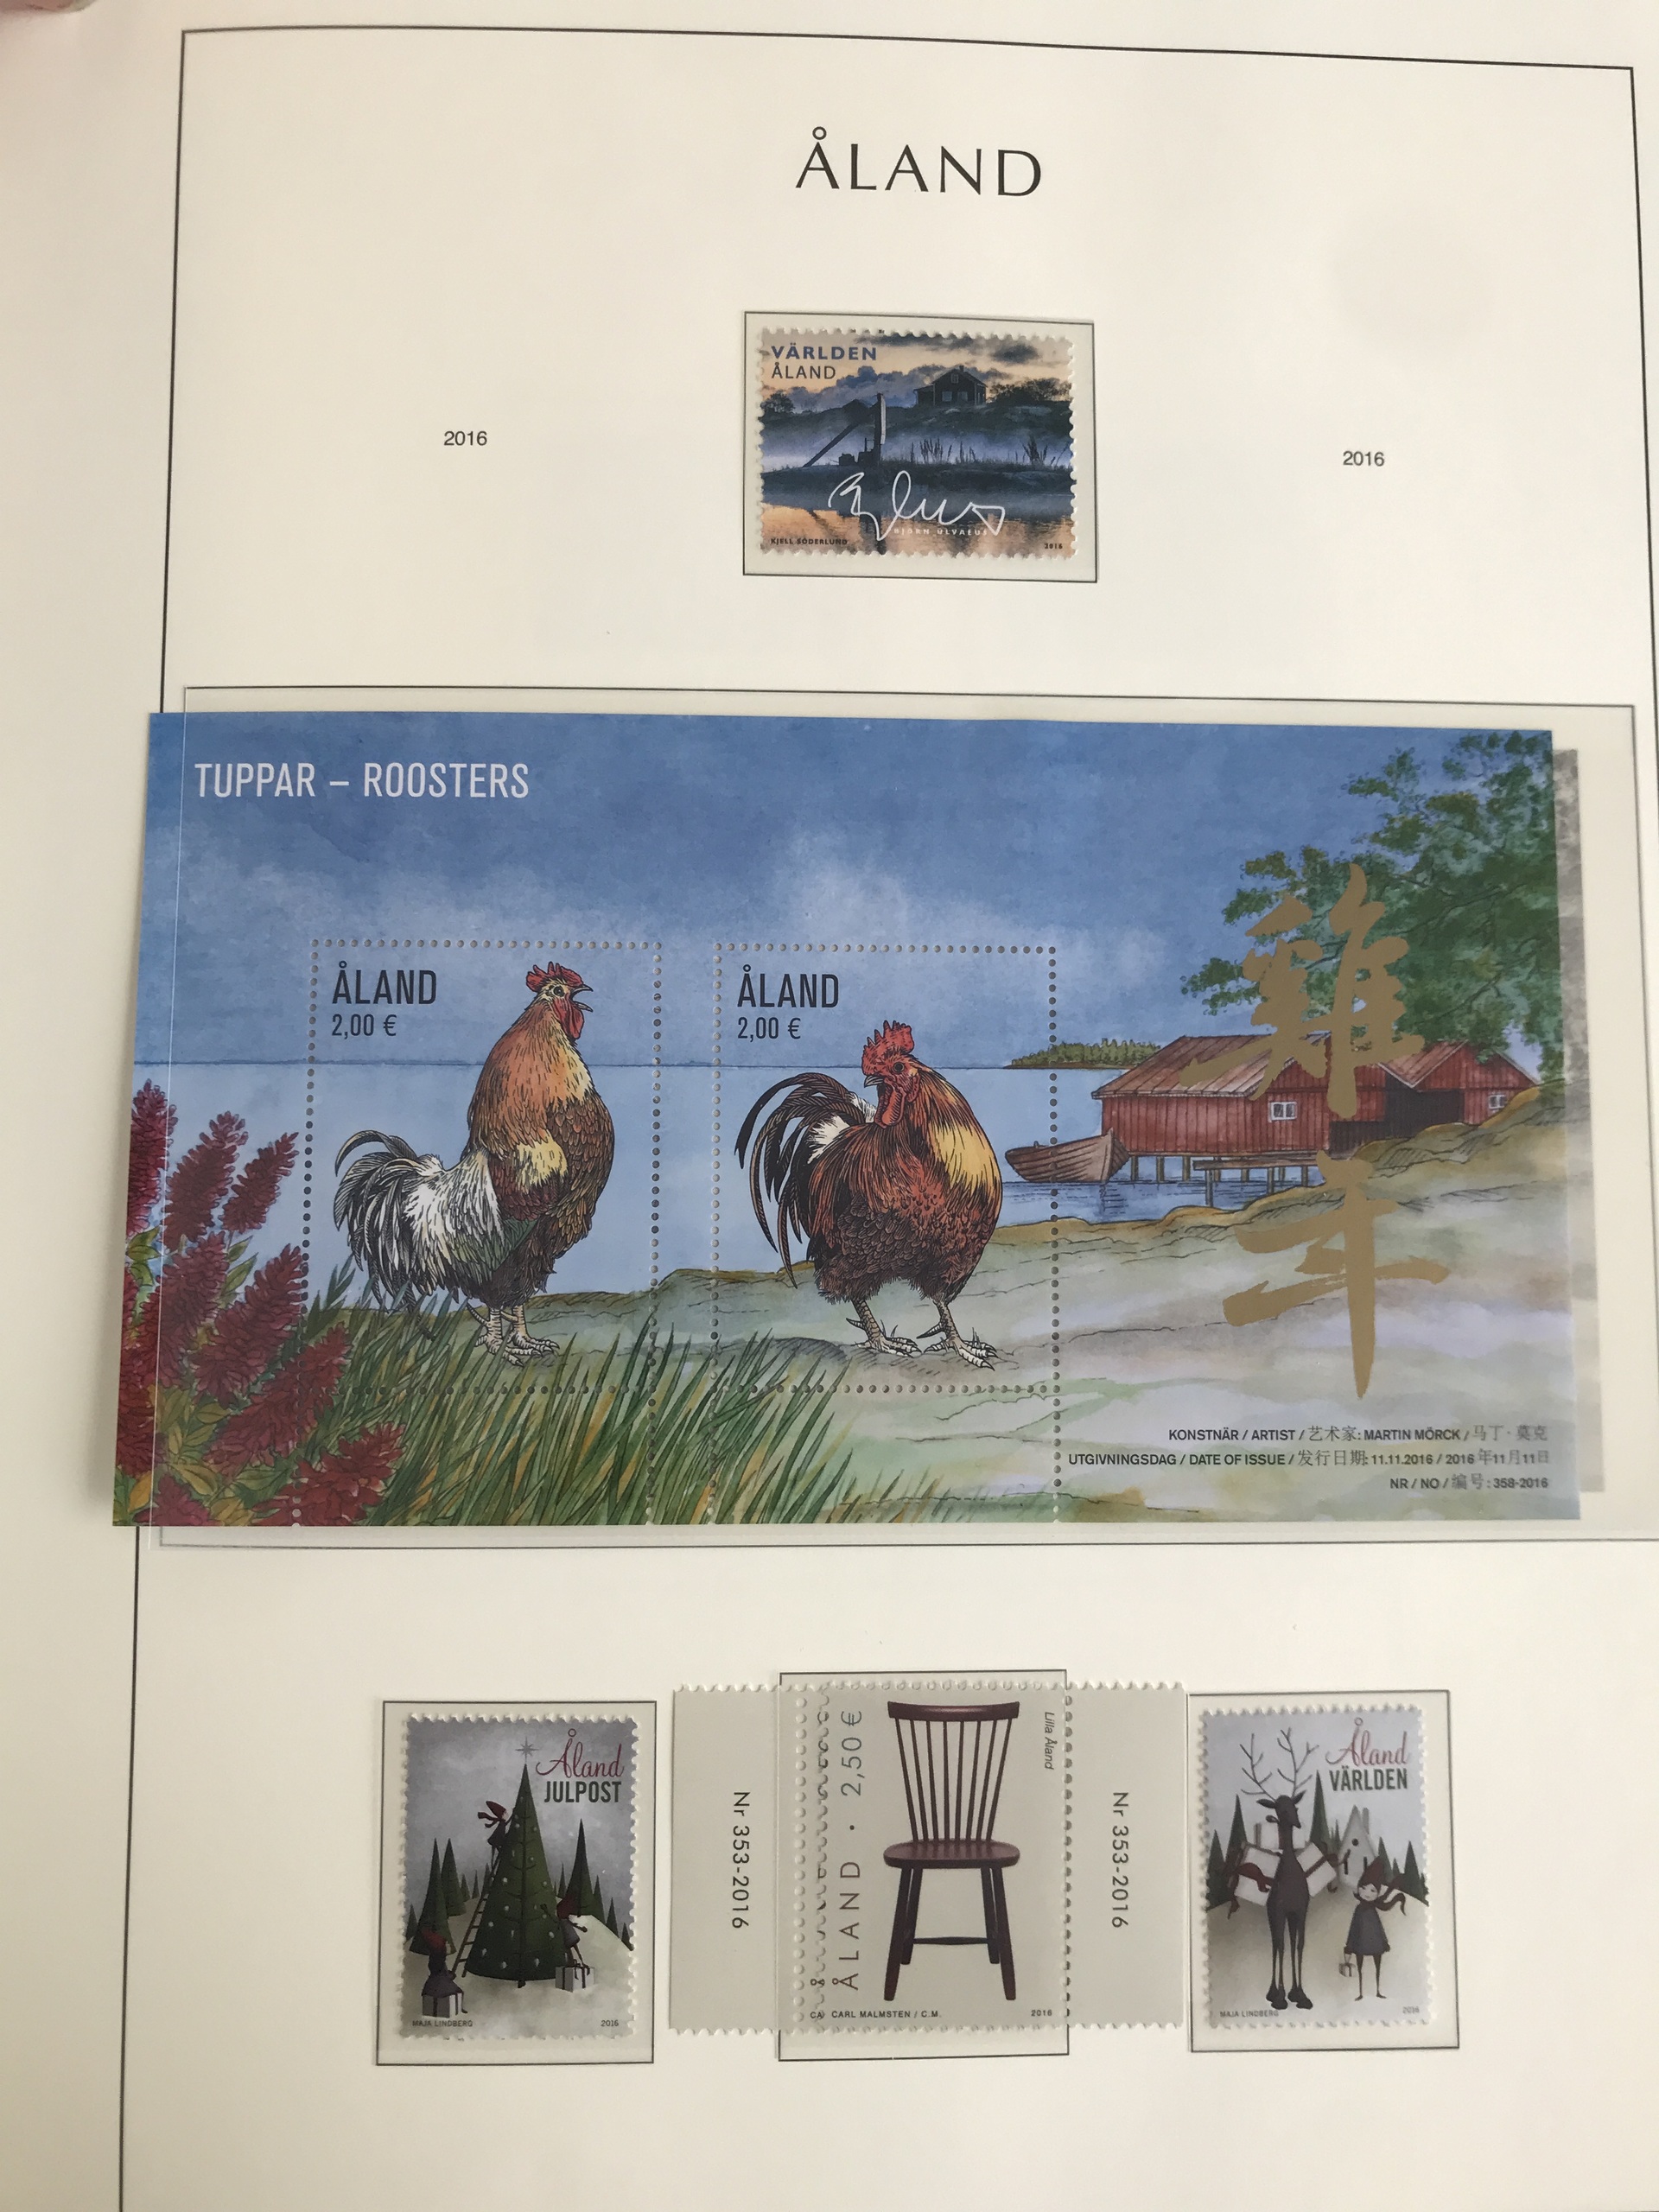 ÅLAND
VÄRLDEN
ÅLAND
BJÖRN ULVAEUS
KJELL SÖDERLUND
2016
2016
2016
TUPPAR – ROOSTERS
ÅLAND
2,00 €
ÅLAND
2,00 €
雞
年
KONSTNÄR / ARTIST / 艺术家: MARTIN MÖRCK / 马丁·莫克
UTGIVNINGSDAG / DATE OF ISSUE / 发行日期: 11.11.2016 / 2016年11月11日
NR / NO / 编号: 358-2016
Åland
JULPOST
MAJA LINDBERG
2016
Nr 353-2016
ÅLAND · 2,50 €
Lilla Åland
CARL MALMSTEN / C.M.
2016
Nr 353-2016
Åland
VÄRLDEN
MAJA LINDBERG
2016